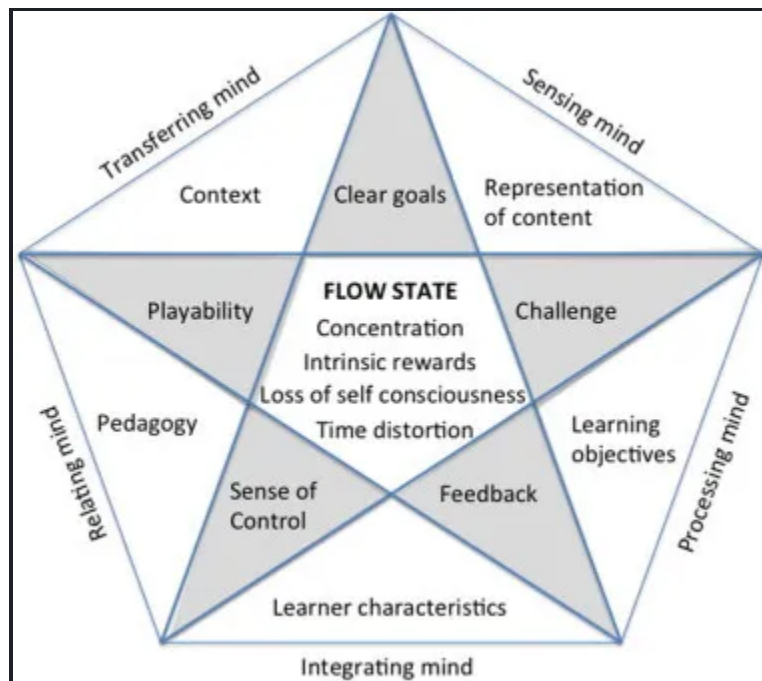 Transferring mind
Sensing mind
Context
Clear goals
Representation
of content
FLOW STATE
Playability
Concentration
Challenge
Intrinsic rewards
Loss of self consciousness
Time distortion
Pedagogy
Learning
objectives
Relating mind
Processing mind
Sense of
Control
Feedback
Learner characteristics
Integrating mind